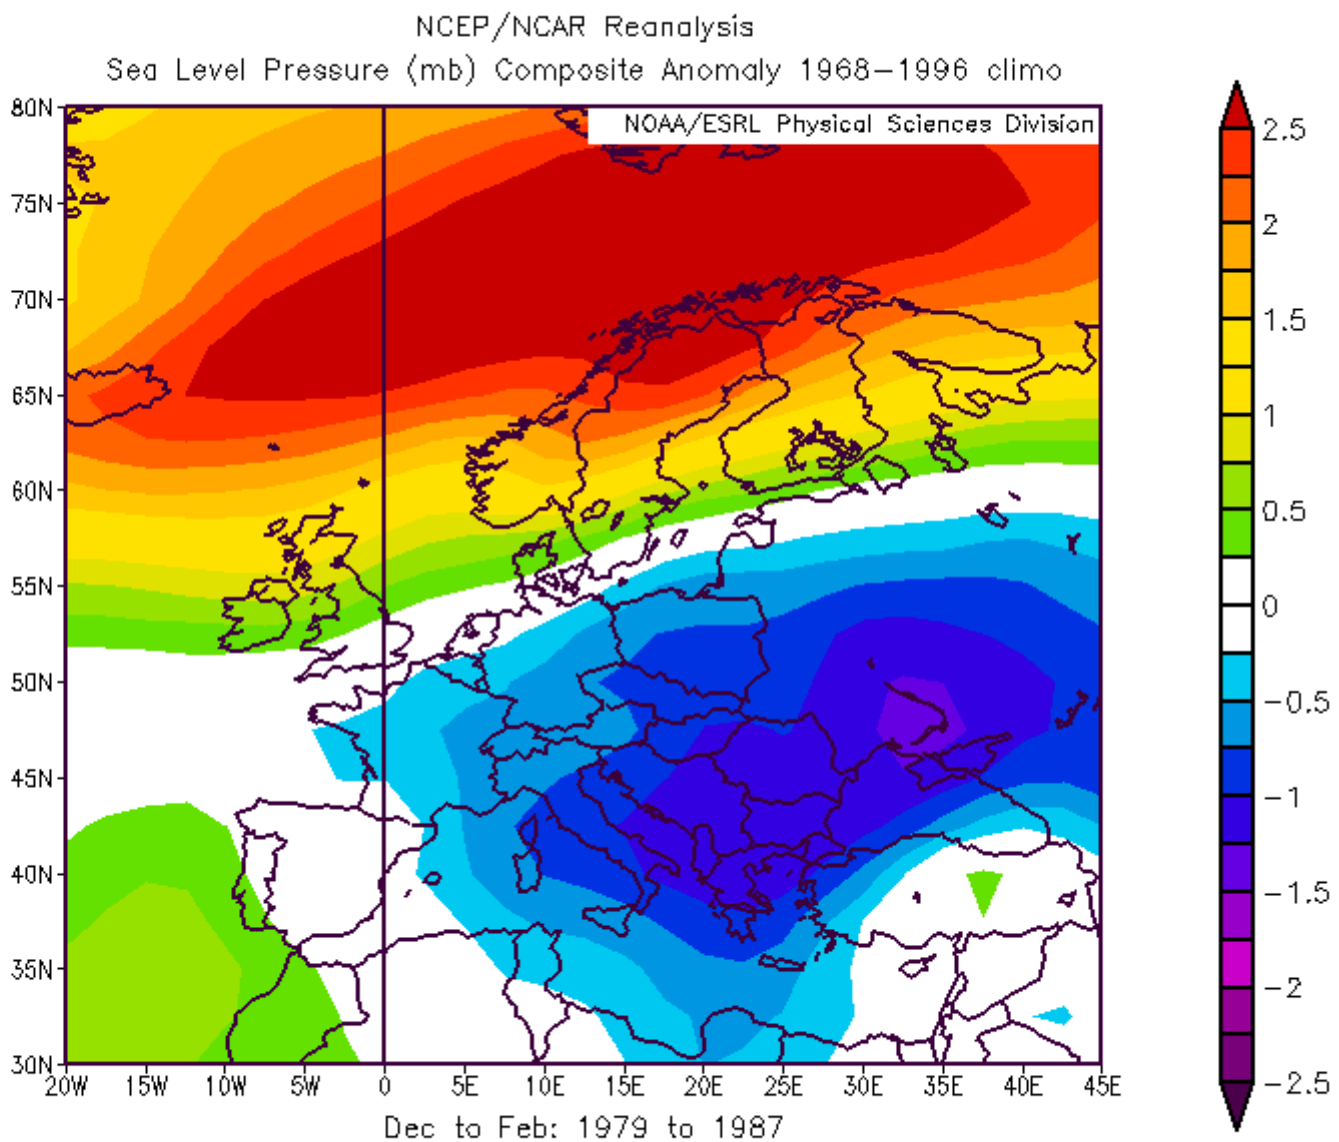 NCEP/NCAR Reanalysis
Sea Level Pressure (mb) Composite Anomaly 1968-1996 climo
NOAA/ESRL Physical Sciences Division
80N
75N
70N
65N
60N
55N
50N
45N
40N
35N
30N
20W 15W 10W 5W 0 5E 10E 15E 20E 25E 30E 35E 40E 45E
2.5
2
1.5
1
0.5
0
-0.5
-1
-1.5
-2
-2.5
Dec to Feb: 1979 to 1987